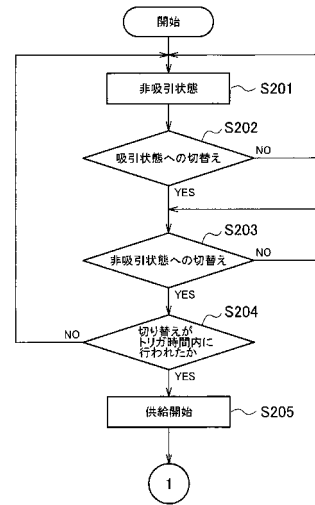 開始
非吸引状態
S201
S202
吸引状態への切替え
NO
YES
S203
非吸引状態への切替え
NO
YES
S204
切り替えが
トリガ時間内に
行われたか
NO
YES
供給開始
S205
1